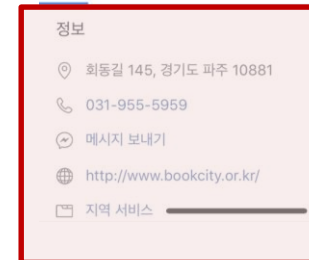 정보
회동길 145, 경기도 파주 10881
031-955-5959
메시지 보내기
http://www.bookcity.or.kr/
지역 서비스